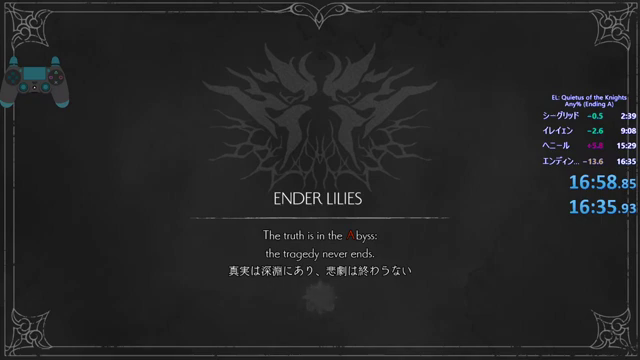 EL: Quietus of the Knights
Any% (Ending A)
シーグリッド -0.5 2:39
イレイェン -2.6 9:08
ヘニール +5.8 15:29
エンディン... -13.6 16:35
16:58.85
16:35.93
ENDER LILIES
The truth is in the Abyss:
the tragedy never ends.
真実は深淵にあり、悲劇は終わらない